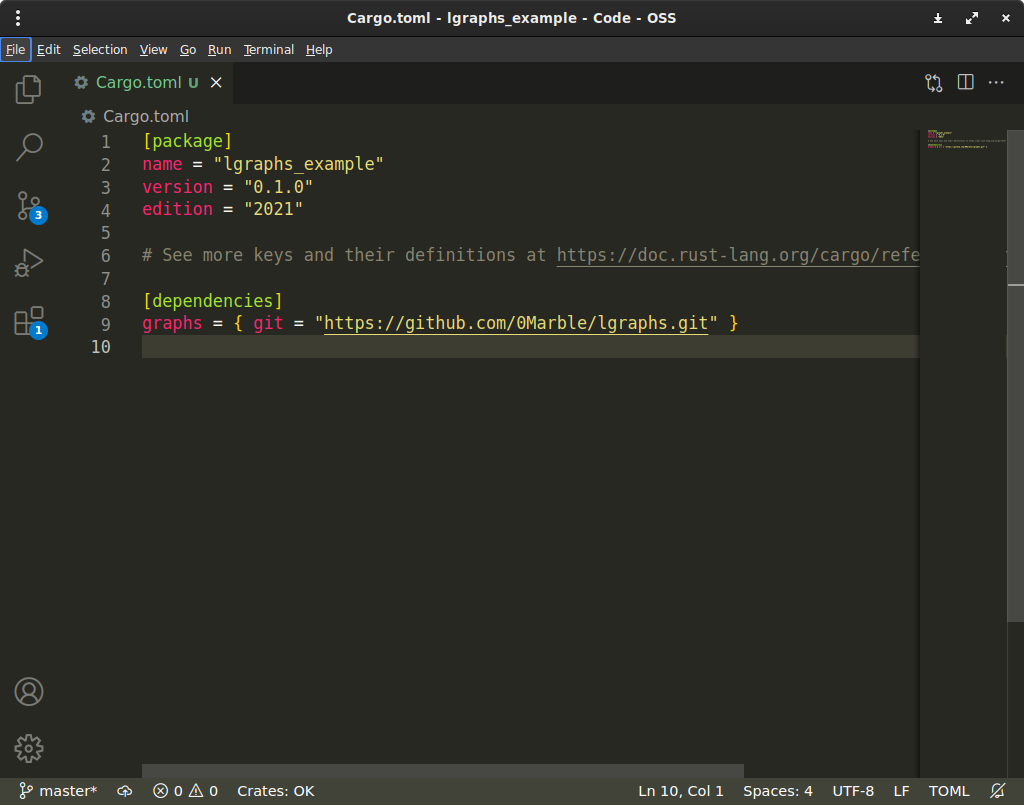 Cargo.toml - lgraphs_example - Code - OSS
File Edit Selection View Go Run Terminal Help
Cargo.toml U
Cargo.toml
1 [package]
2 name = "lgraphs_example"
3 version = "0.1.0"
4 edition = "2021"
5
6 # See more keys and their definitions at https://doc.rust-lang.org/cargo/refe
7
8 [dependencies]
9 graphs = { git = "https://github.com/0Marble/lgraphs.git" }
10
3
1
master* 0 0 Crates: OK Ln 10, Col 1 Spaces: 4 UTF-8 LF TOML